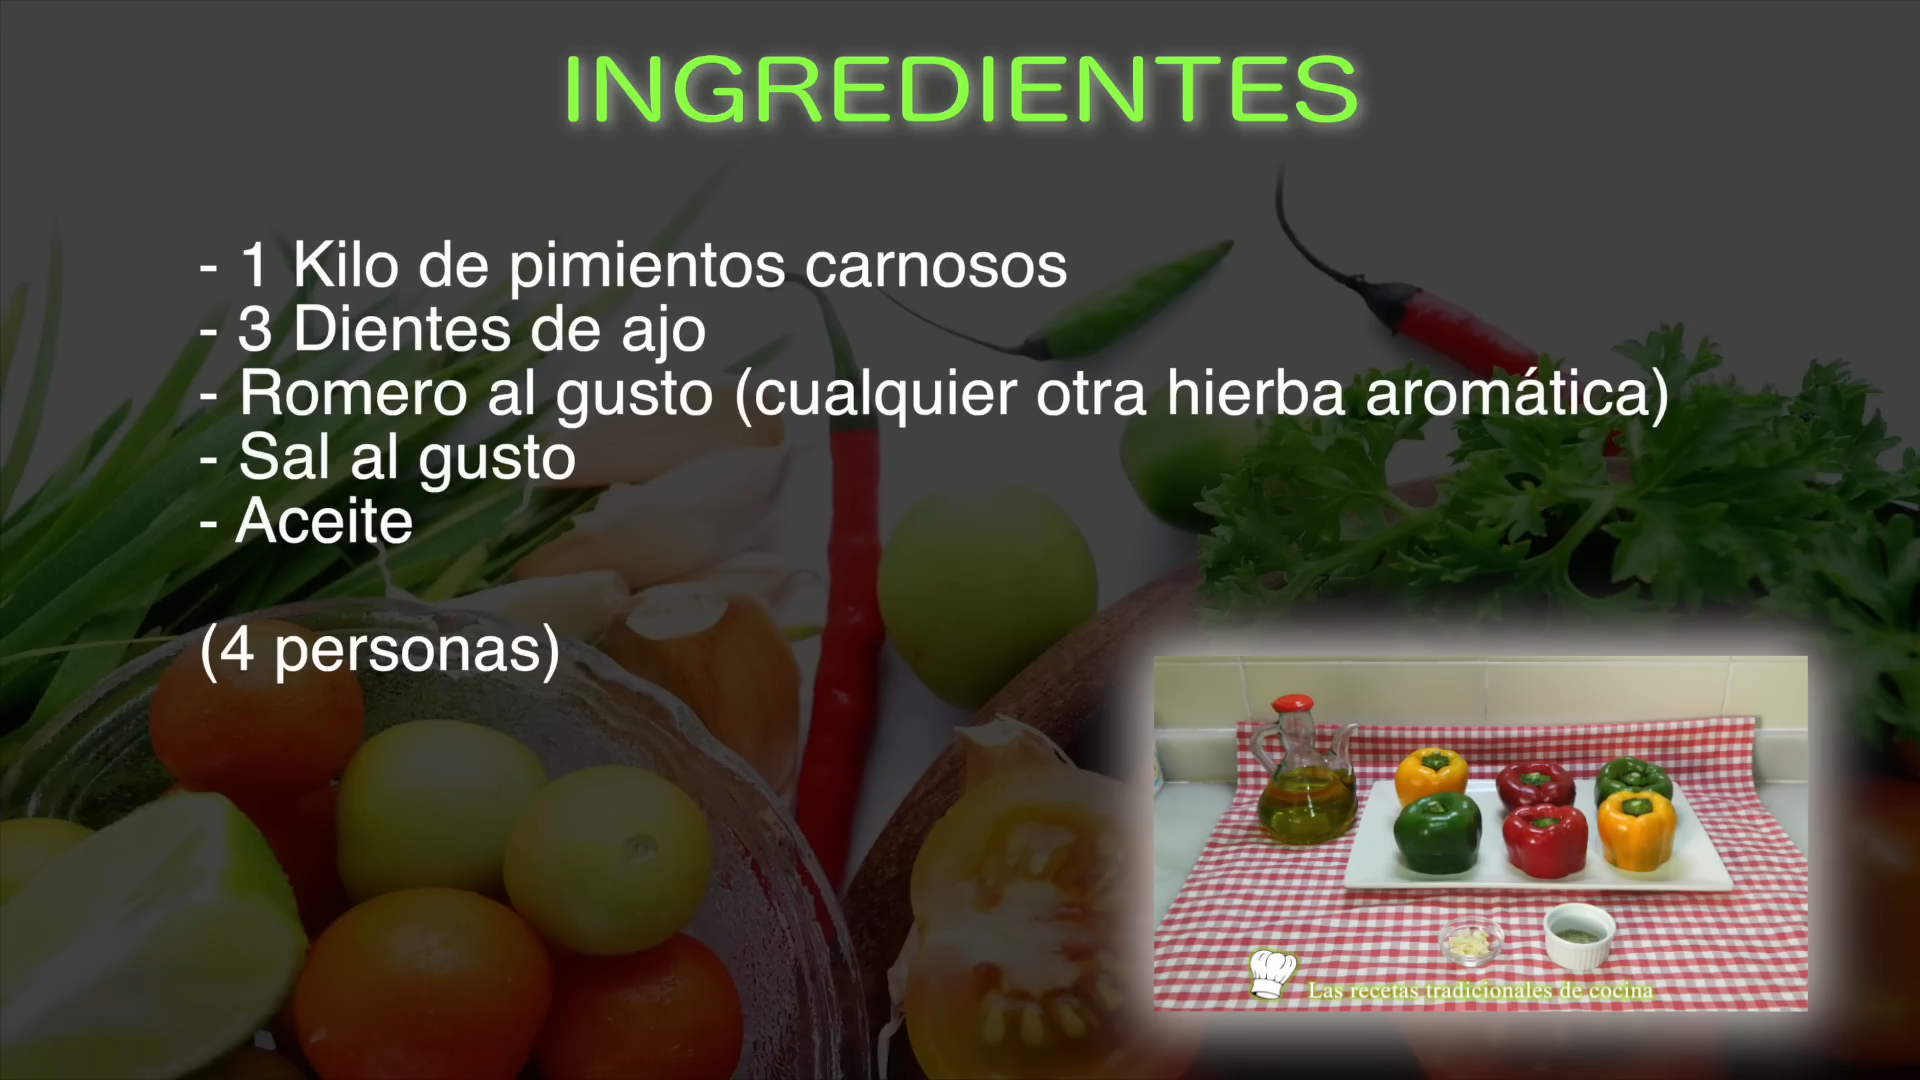 INGREDIENTES
- 1 Kilo de pimientos carnosos
- 3 Dientes de ajo
- Romero al gusto (cualquier otra hierba aromática)
- Sal al gusto
- Aceite
(4 personas)
Las recetas tradicionales de cocina